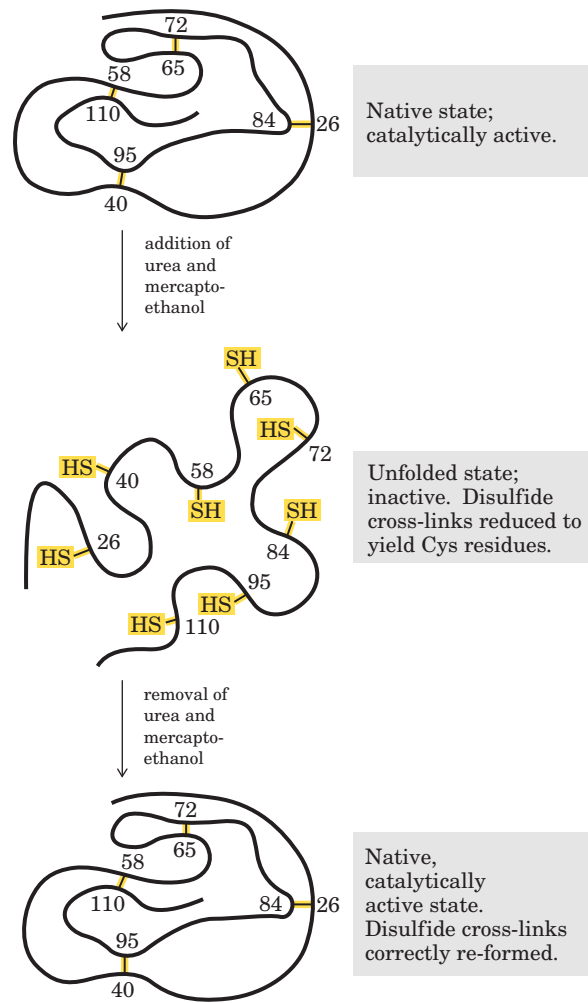 72
65
58
110
84
26
95
40
Native state;
catalytically active.
addition of
urea and
mercapto-
ethanol
SH
65
HS
72
HS
40
58
SH
SH
84
HS
26
HS
95
HS
110
Unfolded state;
inactive. Disulfide
cross-links reduced to
yield Cys residues.
removal of
urea and
mercapto-
ethanol
72
65
58
110
84
26
95
40
Native,
catalytically
active state.
Disulfide cross-links
correctly re-formed.